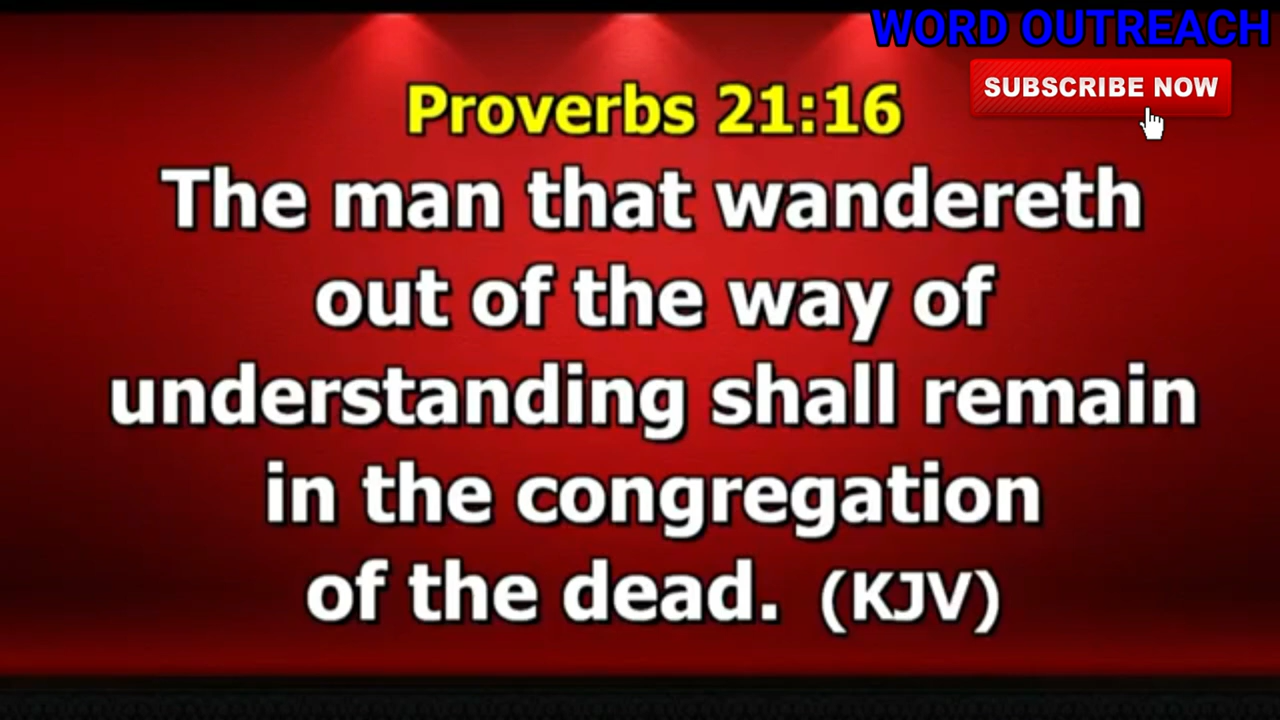 WORD OUTREACH
SUBSCRIBE NOW
Proverbs 21:16
The man that wandereth
out of the way of
understanding shall remain
in the congregation
of the dead. (KJV)